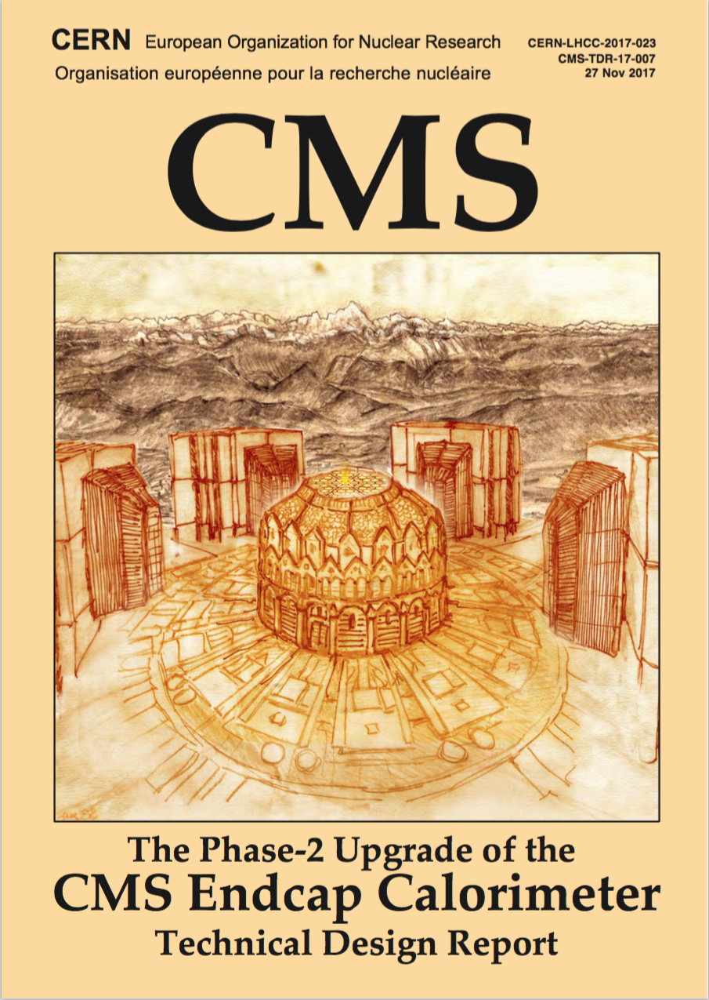 CERN European Organization for Nuclear Research
Organisation européenne pour la recherche nucléaire
CERN-LHCC-2017-023
CMS-TDR-17-007
27 Nov 2017
CMS
The Phase-2 Upgrade of the
CMS Endcap Calorimeter
Technical Design Report